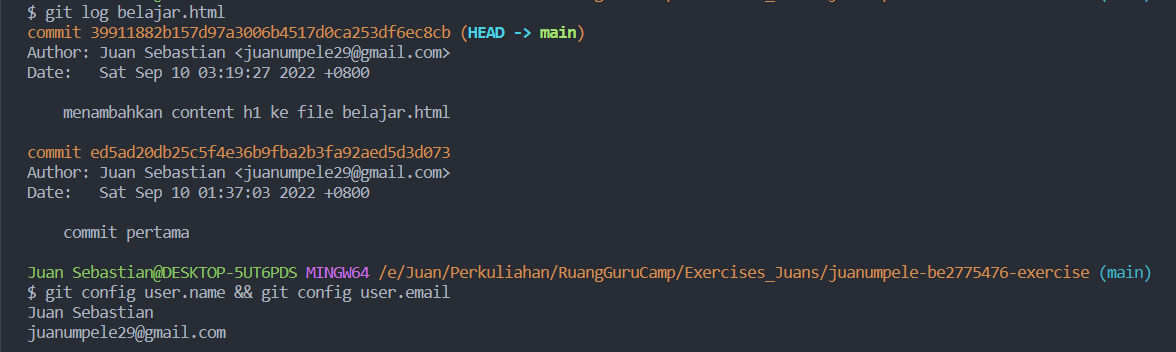 $ git log belajar.html
commit 39911882b157d97a3006b4517d0ca253df6ec8cb (HEAD -> main)
Author: Juan Sebastian <juanumpele29@gmail.com>
Date:   Sat Sep 10 03:19:27 2022 +0800
menambahkan content h1 ke file belajar.html
commit ed5ad20db25c5f4e36b9fba2b3fa92aed5d3d073
Author: Juan Sebastian <juanumpele29@gmail.com>
Date:   Sat Sep 10 01:37:03 2022 +0800
commit pertama
Juan Sebastian@DESKTOP-5UT6PDS MINGW64 /e/Juan/Perkuliahan/RuangGuruCamp/Exercises_Juans/juanumpele-be2775476-exercise (main)
$ git config user.name && git config user.email
Juan Sebastian
juanumpele29@gmail.com